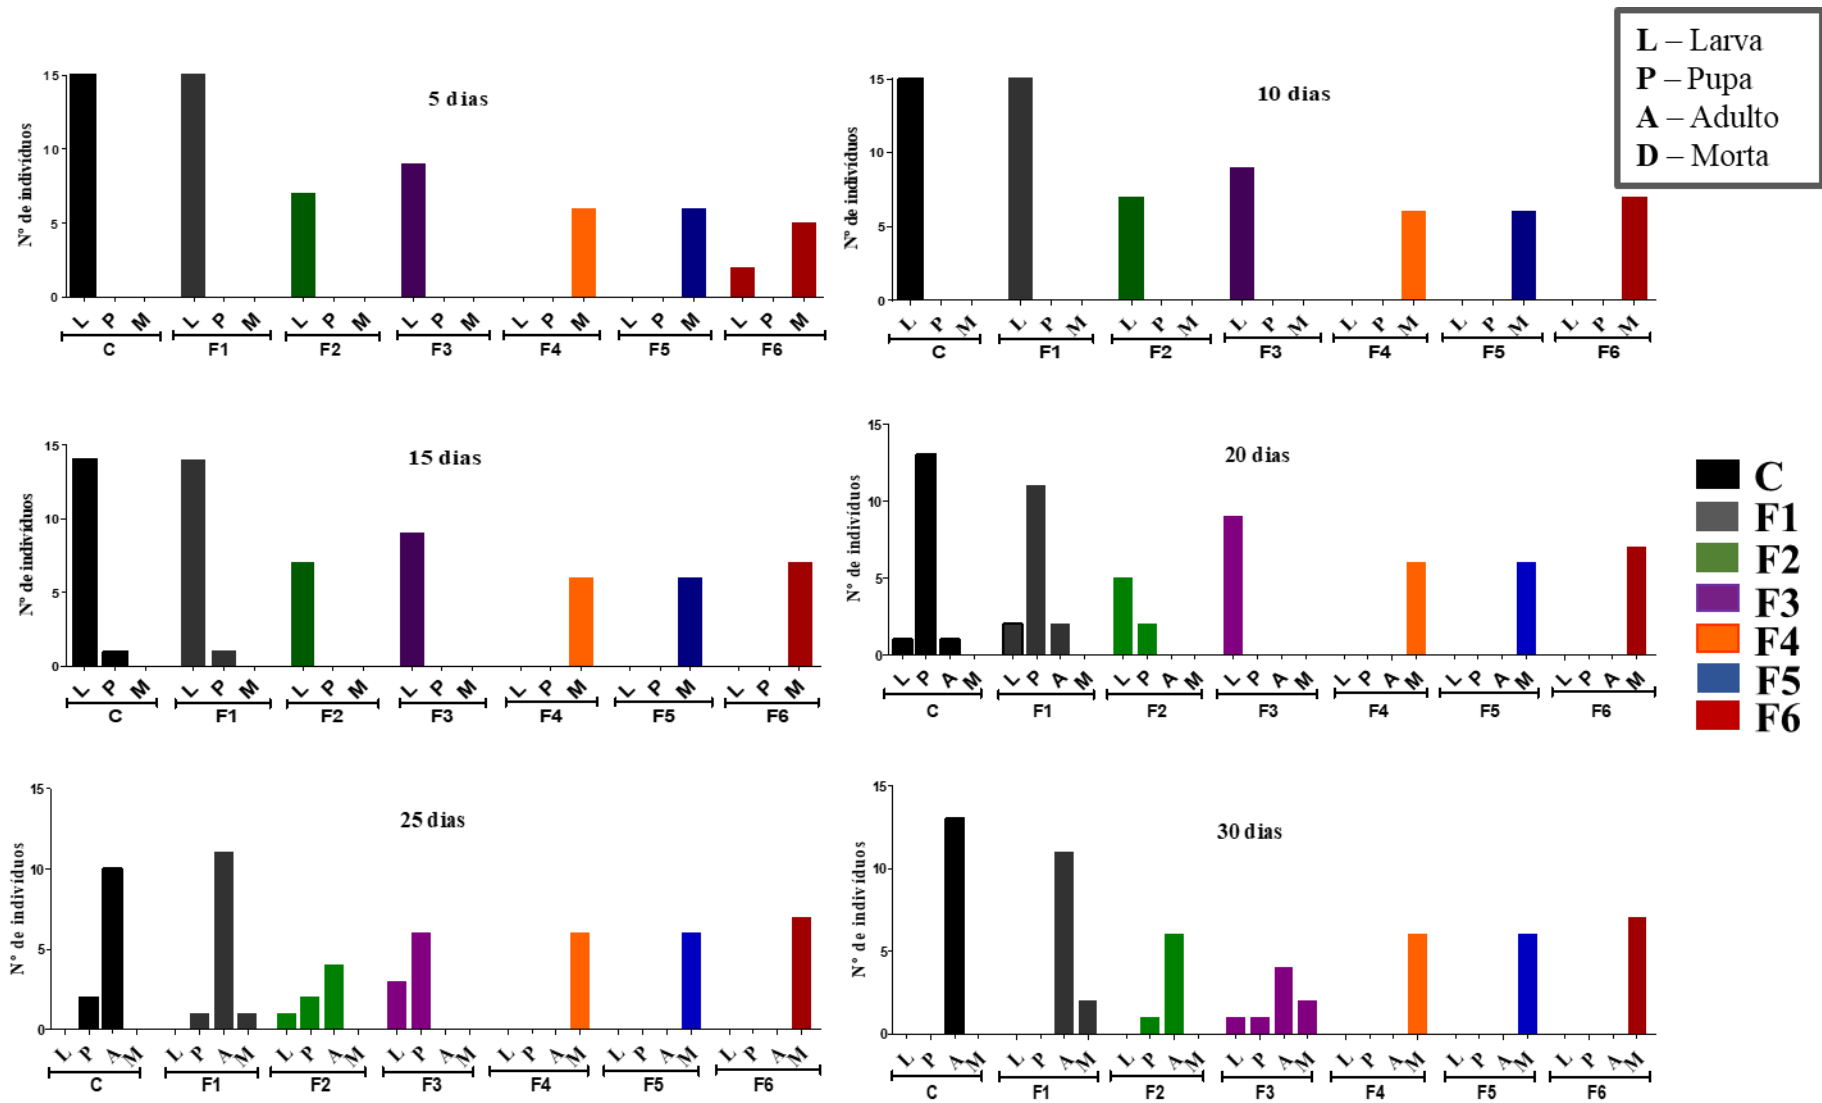 L – Larva
P – Pupa
A – Adulto
D – Morta
5 dias
Nº de indivíduos
15
10
5
0
L P M L P M L P M L P M L P M L P M L P M
C F1 F2 F3 F4 F5 F6
10 dias
Nº de indivíduos
15
10
5
0
L P M L P M L P M L P M L P M L P M L P M
C F1 F2 F3 F4 F5 F6
15 dias
Nº de indivíduos
15
10
5
0
L P M L P M L P M L P M L P M L P M L P M
C F1 F2 F3 F4 F5 F6
20 dias
Nº de indivíduos
15
10
5
0
L P A M L P A M L P A M L P A M L P A M L P A M L P A M
C F1 F2 F3 F4 F5 F6
C
F1
F2
F3
F4
F5
F6
25 dias
Nº de indivíduos
15
10
5
0
L P A M L P A M L P A M L P A M L P A M L P A M L P A M
C F1 F2 F3 F4 F5 F6
30 dias
Nº de indivíduos
15
10
5
0
L P A M L P A M L P A M L P A M L P A M L P A M L P A M
C F1 F2 F3 F4 F5 F6